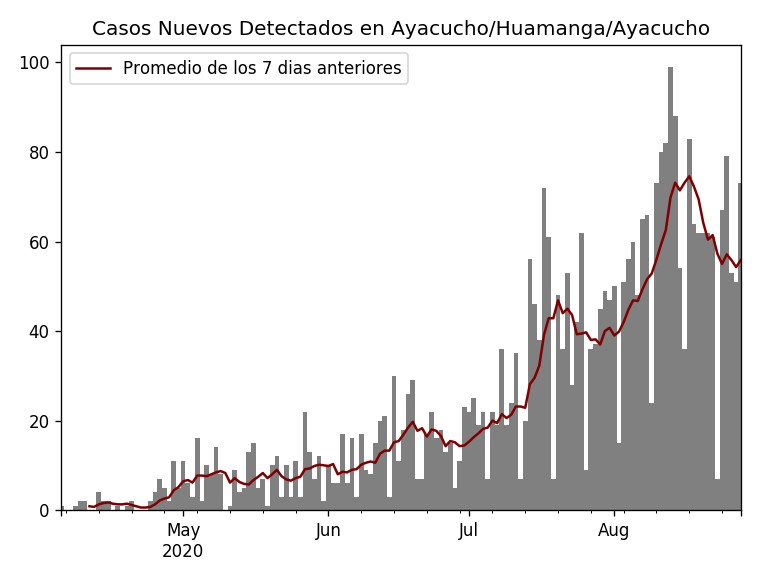 Casos Nuevos Detectados en Ayacucho/Huamanga/Ayacucho
Promedio de los 7 dias anteriores
100
80
60
40
20
0
May Jun Jul Aug
2020